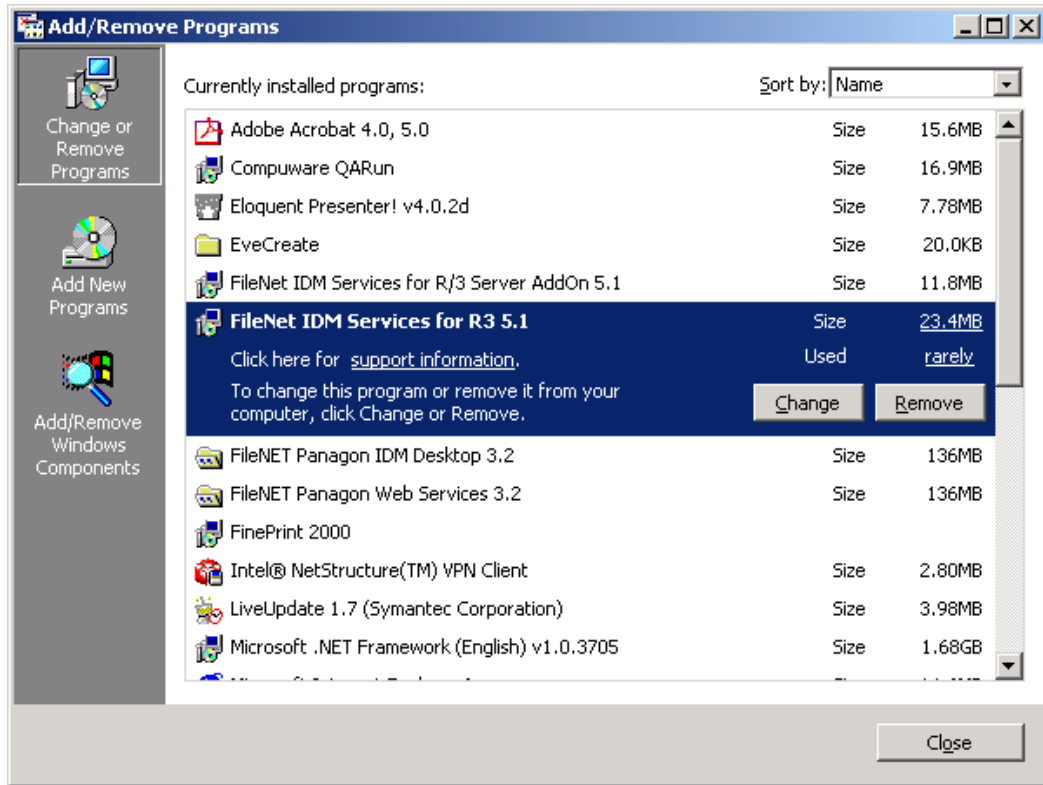 Add/Remove Programs
Change or
Remove
Programs
Add New
Programs
Add/Remove
Windows
Components
Currently installed programs:
Sort by: Name
Adobe Acrobat 4.0, 5.0 Size 15.6MB
Compuware QARun Size 16.9MB
Eloquent Presenter! v4.0.2d Size 7.78MB
EveCreate Size 20.0KB
FileNet IDM Services for R/3 Server AddOn 5.1 Size 11.8MB
FileNet IDM Services for R3 5.1 Size 23.4MB
Click here for support information. Used rarely
To change this program or remove it from your
computer, click Change or Remove.
Change Remove
FileNET Panagon IDM Desktop 3.2 Size 136MB
FileNET Panagon Web Services 3.2 Size 136MB
FinePrint 2000
Intel® NetStructure(TM) VPN Client Size 2.80MB
LiveUpdate 1.7 (Symantec Corporation) Size 3.98MB
Microsoft .NET Framework (English) v1.0.3705 Size 1.68GB
Close